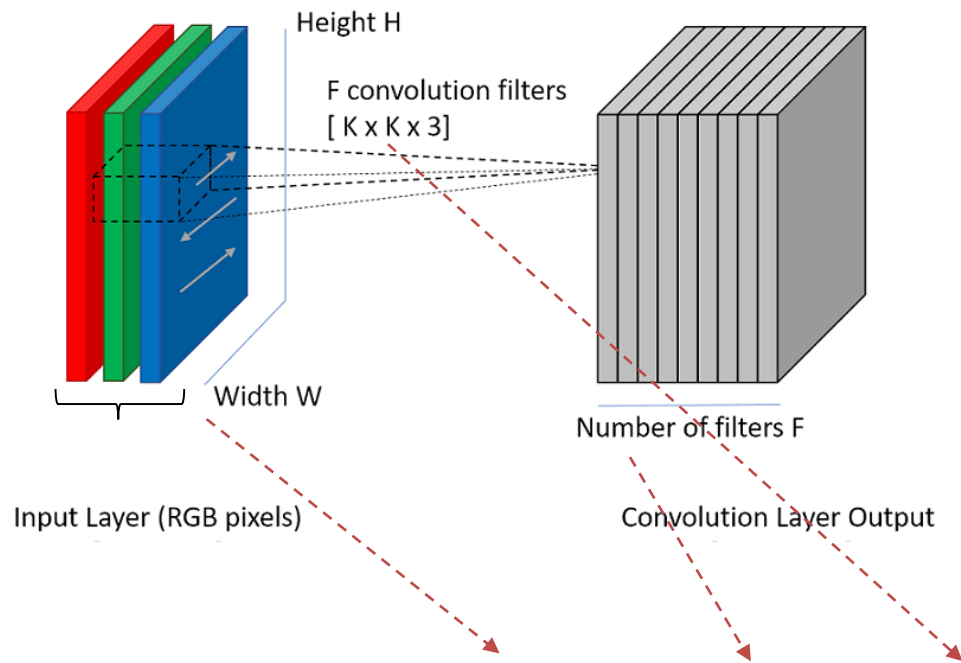 Height H
F convolution filters
[ K x K x 3]
Width W
Number of filters F
Input Layer (RGB pixels)
Convolution Layer Output